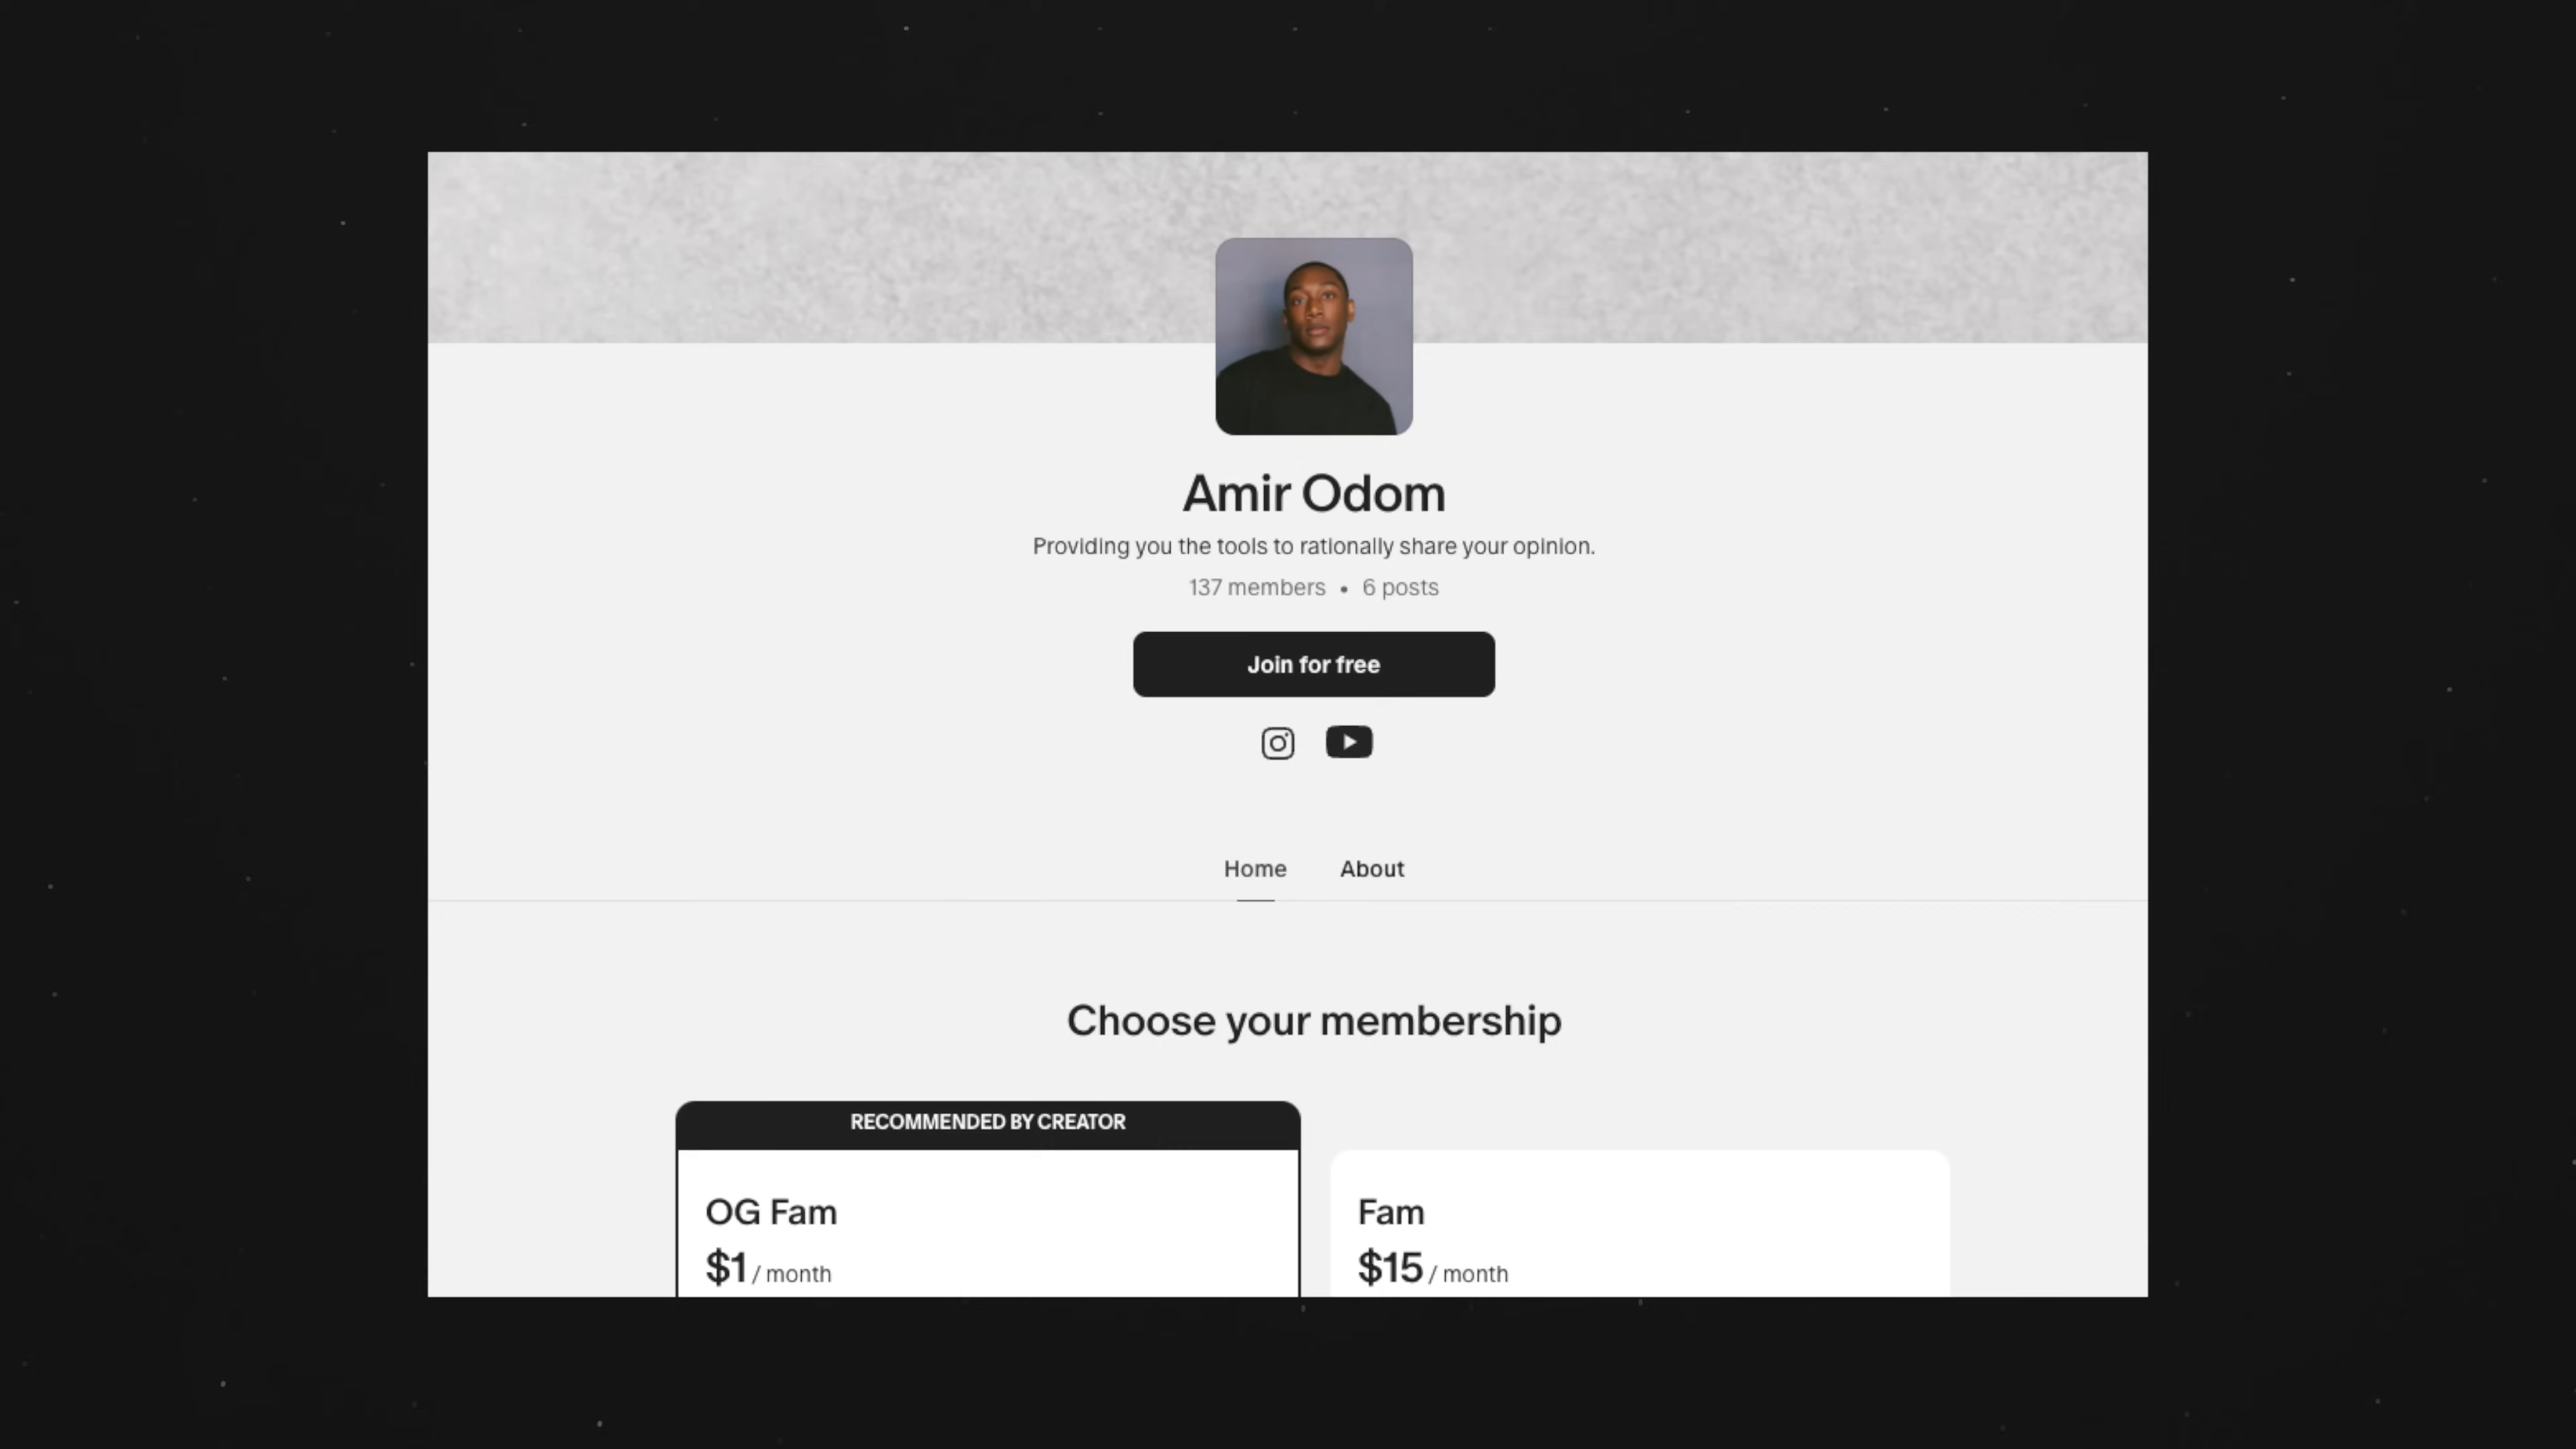 Amir Odom
Providing you the tools to rationally share your opinion.
137 members • 6 posts
Join for free
Home About
Choose your membership
RECOMMENDED BY CREATOR
OG Fam
$1 / month
Fam
$15 / month